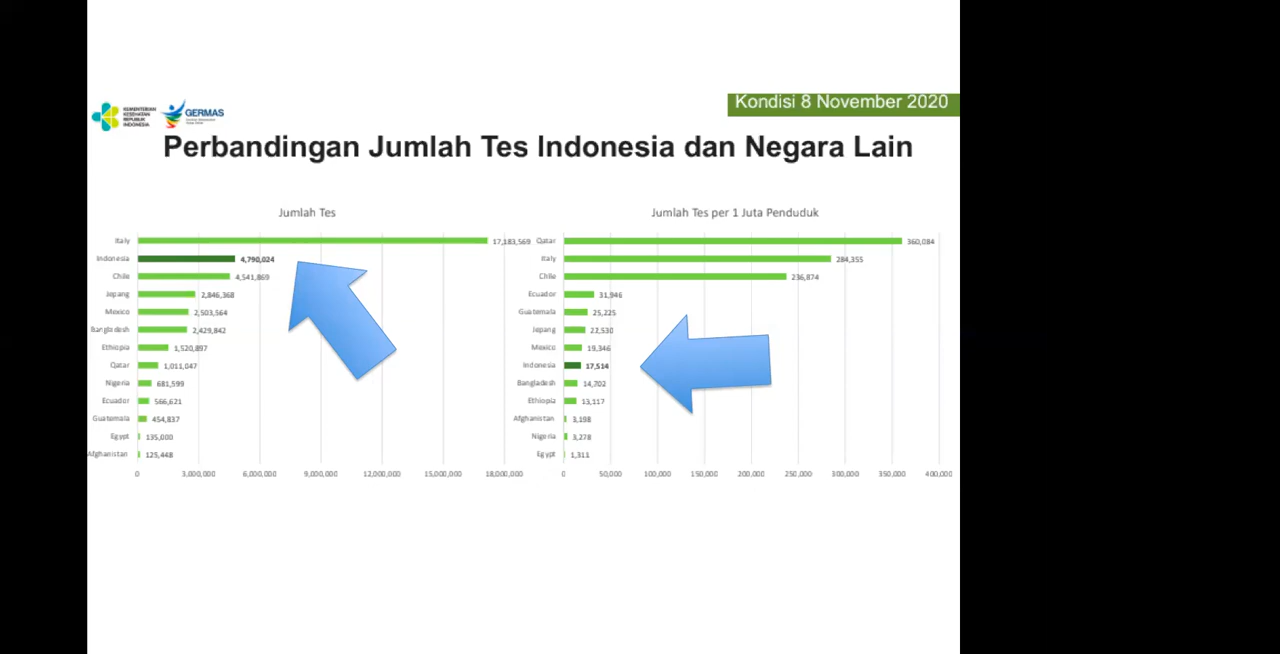 Kondisi 8 November 2020
KEMENTERIAN
KESEHATAN
REPUBLIK
INDONESIA
GERMAS
Perbandingan Jumlah Tes Indonesia dan Negara Lain
Jumlah Tes
Italy 17,183,569
Indonesia 4,790,024
Chile 4,541,869
Jepang 2,846,368
Mexico 2,503,564
Bangladesh 2,429,842
Ethiopia 1,520,897
Qatar 1,011,047
Nigeria 681,599
Ecuador 566,621
Guatemala 454,837
Egypt 135,000
Afghanistan 125,448
0 3,000,000 6,000,000 9,000,000 12,000,000 15,000,000 18,000,000
Jumlah Tes per 1 Juta Penduduk
Qatar 360,084
Italy 284,355
Chile 236,874
Ecuador 31,946
Guatemala 25,225
Jepang 22,530
Mexico 19,346
Indonesia 17,514
Bangladesh 14,702
Ethiopia 13,117
Afghanistan 3,198
Nigeria 3,278
Egypt 1,311
0 50,000 100,000 150,000 200,000 250,000 300,000 350,000 400,000